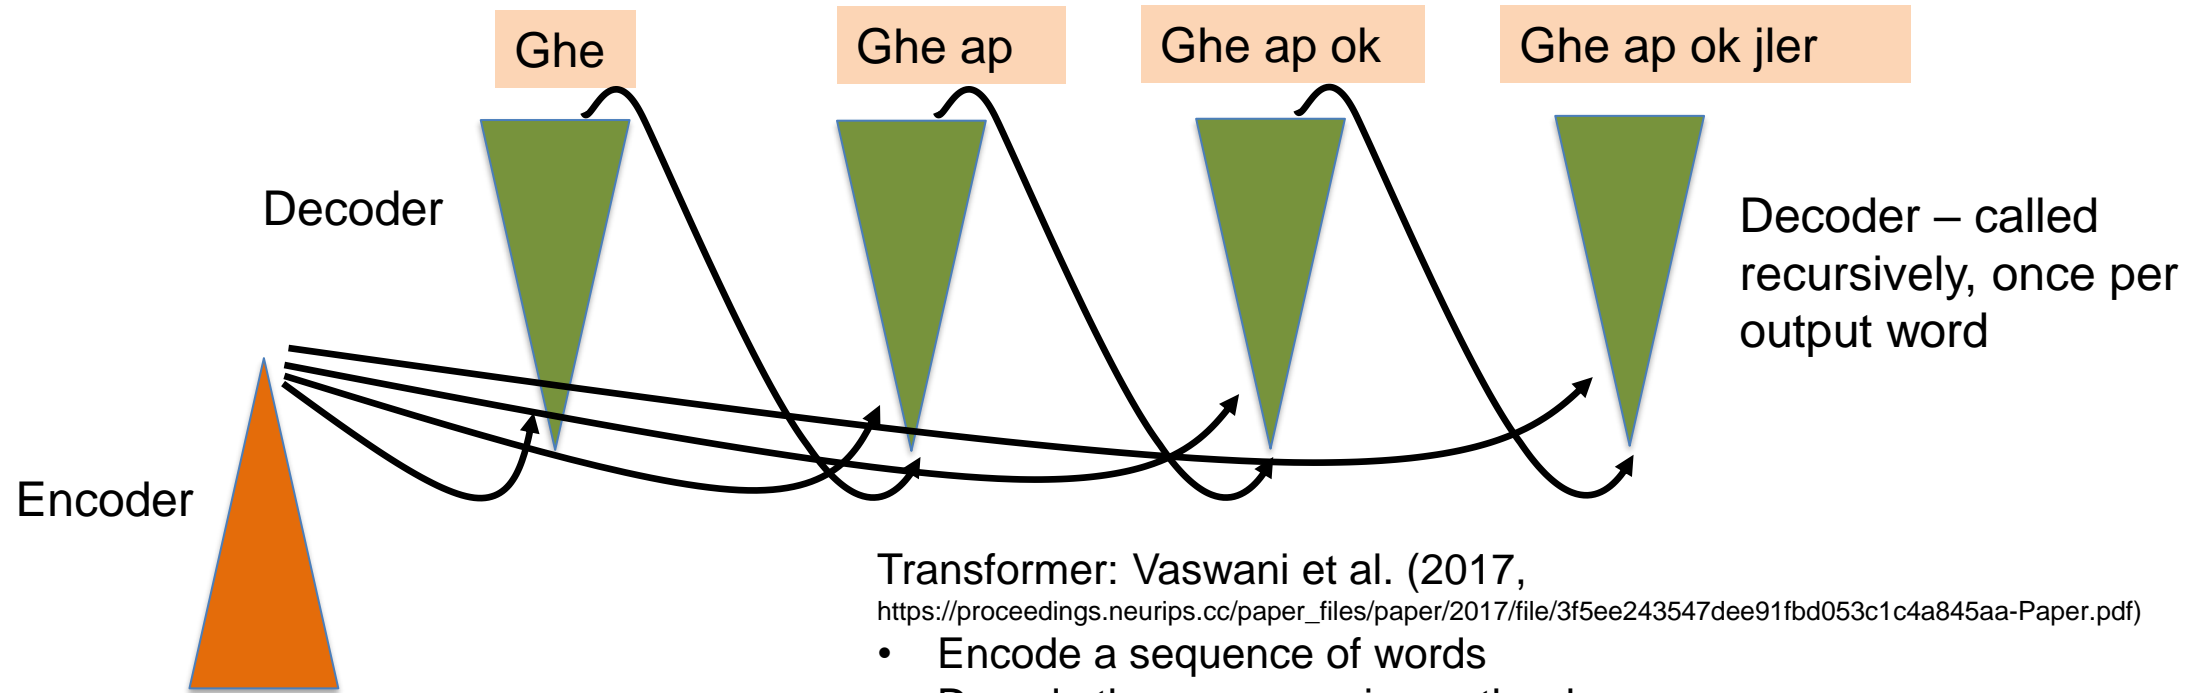 Ghe
Ghe ap
Ghe ap ok
Ghe ap ok jler
Decoder
Decoder – called
recursively, once per
output word
Encoder
Transformer: Vaswani et al. (2017,
https://proceedings.neurips.cc/paper_files/paper/2017/file/3f5ee243547dee91fbd053c1c4a845aa-Paper.pdf)
• Encode a sequence of words